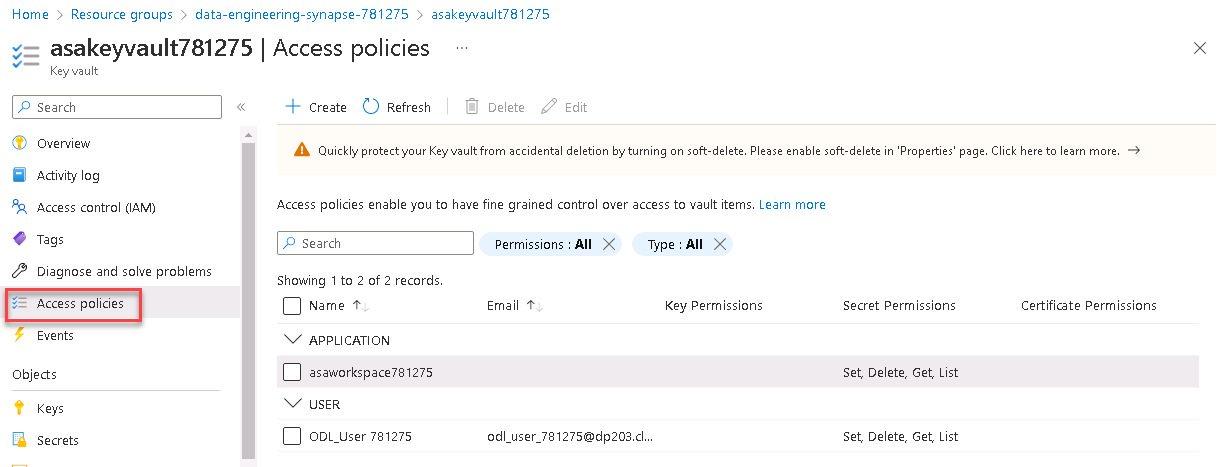 Home > Resource groups > data-engineering-synapse-781275 > asakeyvault781275
asakeyvault781275 | Access policies ...
Key vault
Search
«
Overview
Activity log
Access control (IAM)
Tags
Diagnose and solve problems
Access policies
Events
Objects
Keys
Secrets
Create Refresh Delete Edit
Quickly protect your Key vault from accidental deletion by turning on soft-delete. Please enable soft-delete in 'Properties' page. Click here to learn more. →
Access policies enable you to have fine grained control over access to vault items. Learn more
Search Permissions : All Type : All
Showing 1 to 2 of 2 records.
Name ↑↓ Email ↑↓ Key Permissions Secret Permissions Certificate Permissions
APPLICATION
asaworkspace781275 Set, Delete, Get, List
USER
ODL_User 781275 odl_user_781275@dp203.cl... Set, Delete, Get, List